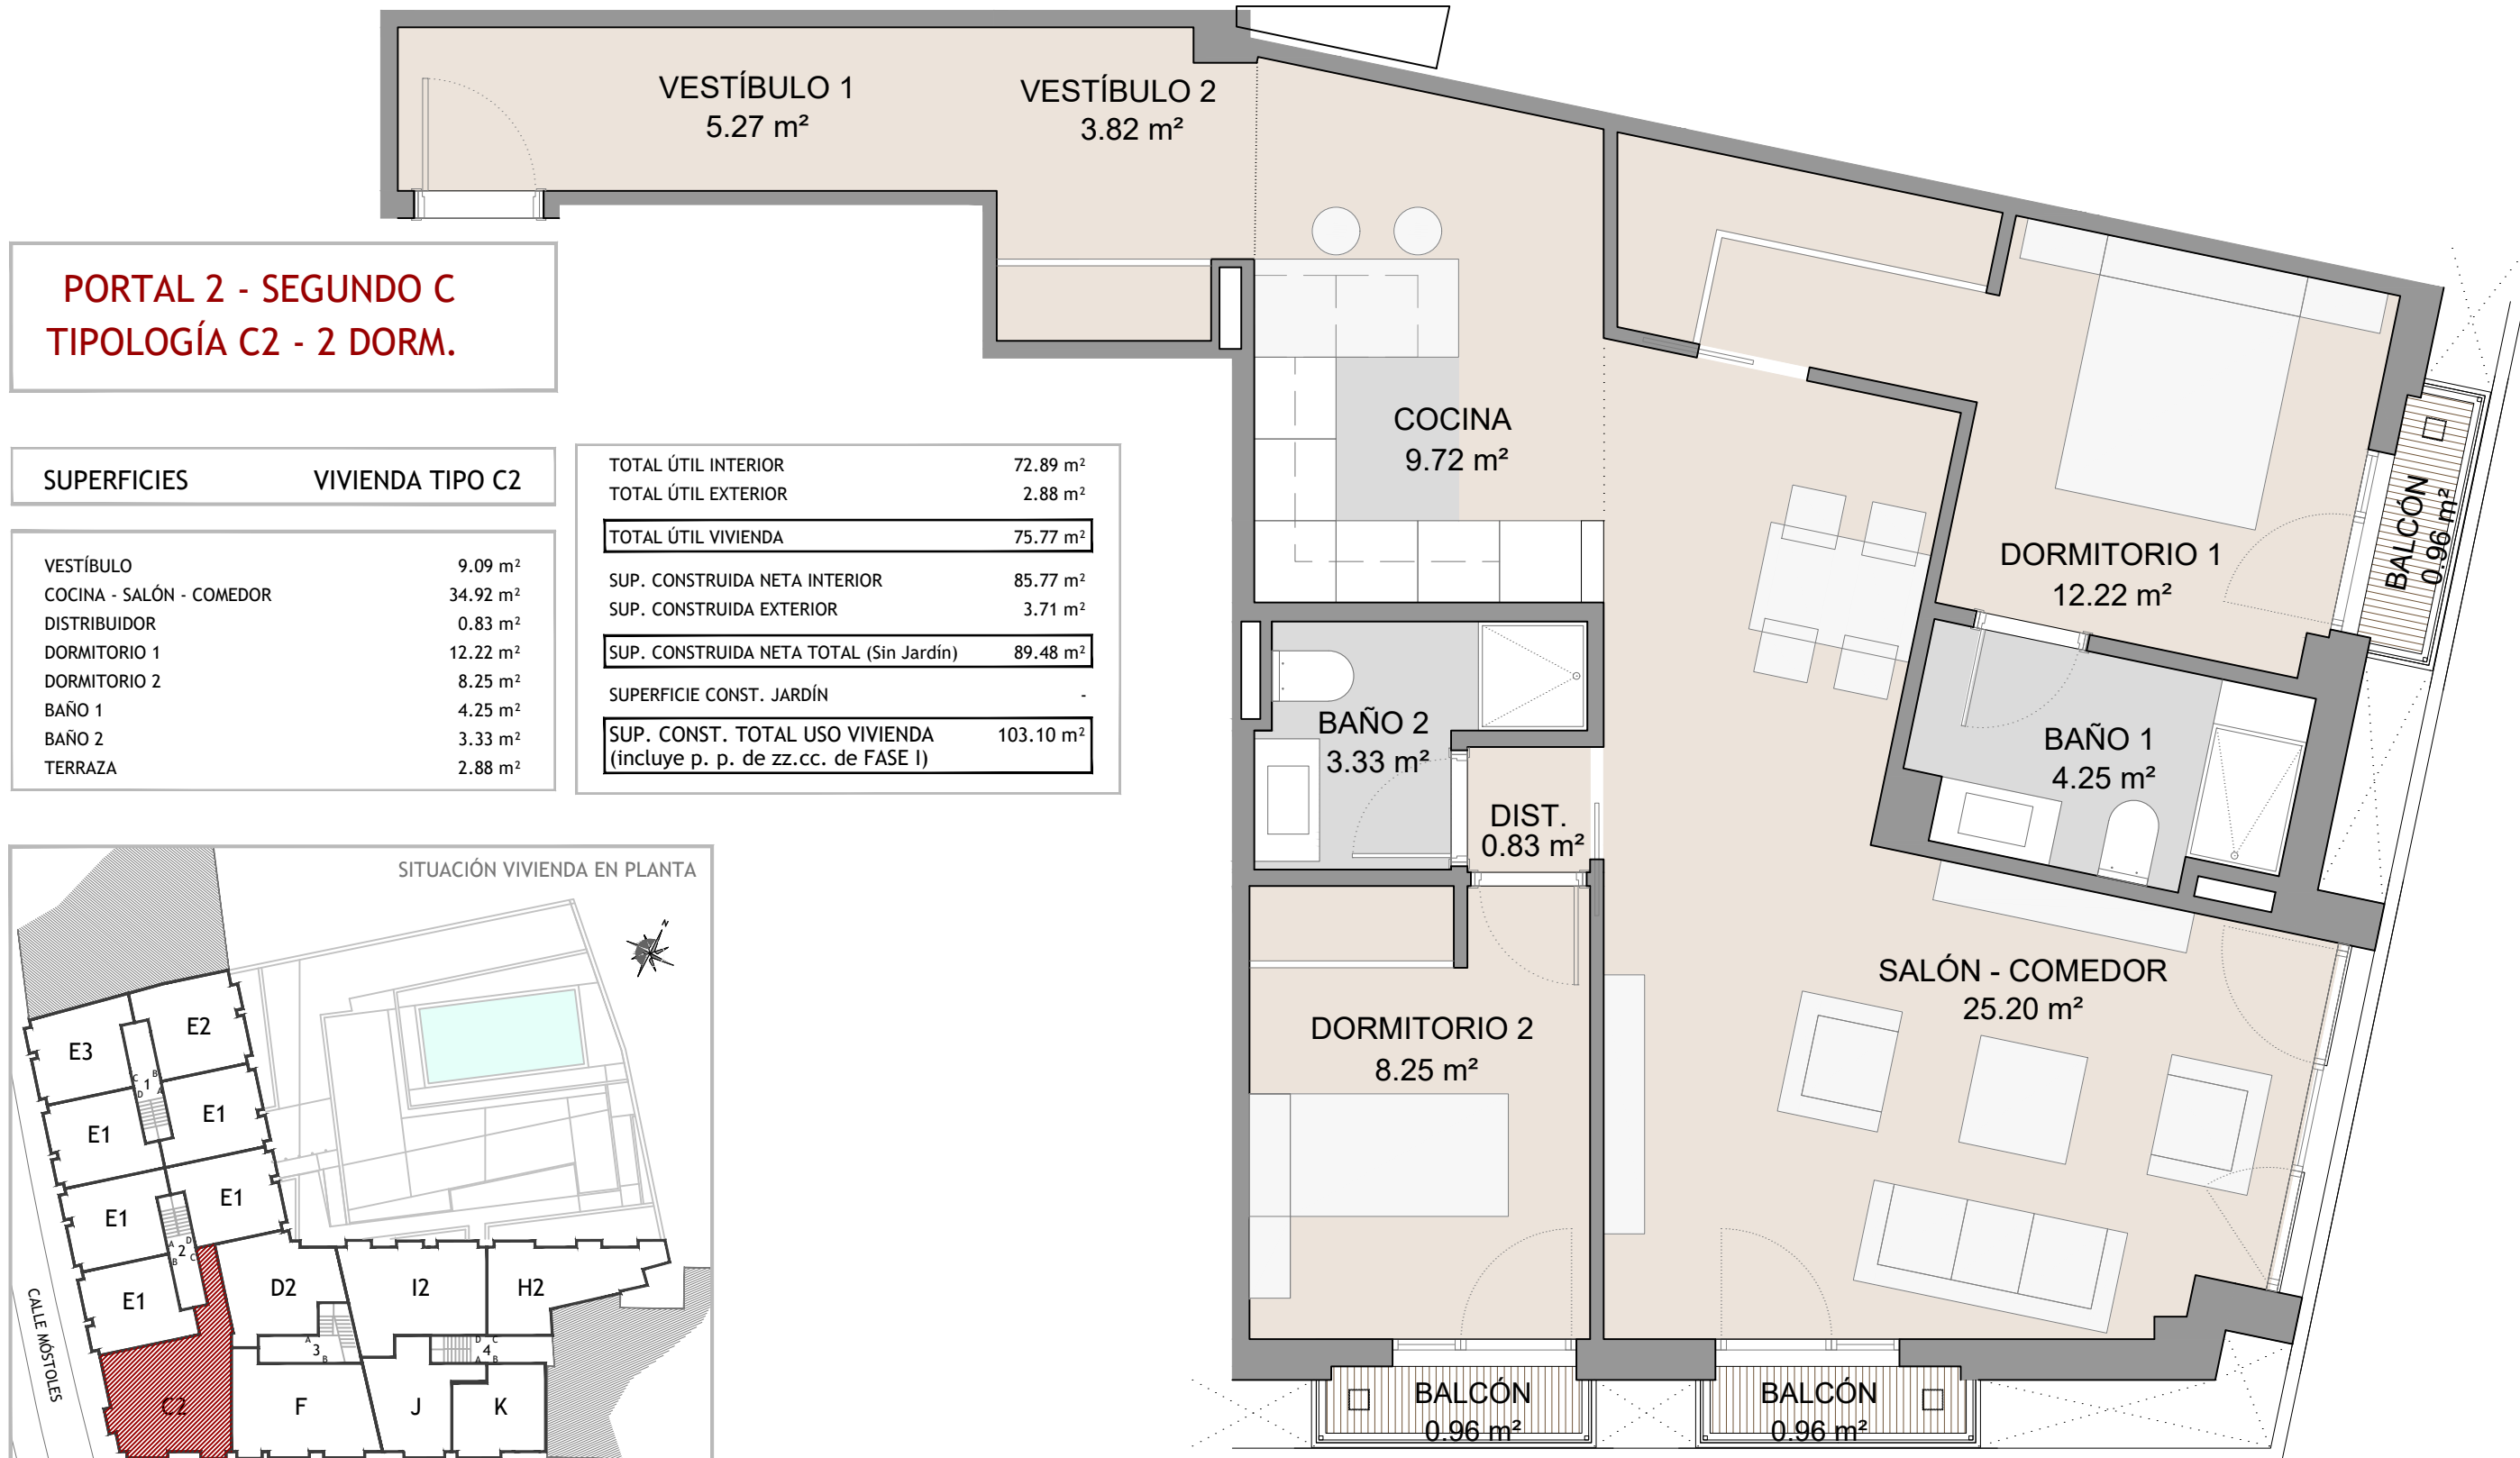 VESTÍBULO 1
5.27 m²
VESTÍBULO 2
3.82 m²
PORTAL 2 - SEGUNDO C
TIPOLOGÍA C2 - 2 DORM.
SUPERFICIES VIVIENDA TIPO C2
VESTÍBULO 9.09 m²
COCINA - SALÓN - COMEDOR 34.92 m²
DISTRIBUIDOR 0.83 m²
DORMITORIO 1 12.22 m²
DORMITORIO 2 8.25 m²
BAÑO 1 4.25 m²
BAÑO 2 3.33 m²
TERRAZA 2.88 m²
TOTAL ÚTIL INTERIOR 72.89 m²
TOTAL ÚTIL EXTERIOR 2.88 m²
TOTAL ÚTIL VIVIENDA 75.77 m²
SUP. CONSTRUIDA NETA INTERIOR 85.77 m²
SUP. CONSTRUIDA EXTERIOR 3.71 m²
SUP. CONSTRUIDA NETA TOTAL (Sin Jardín) 89.48 m²
SUPERFICIE CONST. JARDÍN -
SUP. CONST. TOTAL USO VIVIENDA 103.10 m²
(incluye p. p. de zz.cc. de FASE I)
COCINA
9.72 m²
DORMITORIO 1
12.22 m²
BALCÓN
0.96 m²
BAÑO 2
3.33 m²
BAÑO 1
4.25 m²
DIST.
0.83 m²
SALÓN - COMEDOR
25.20 m²
DORMITORIO 2
8.25 m²
BALCÓN
0.96 m²
BALCÓN
0.96 m²
SITUACIÓN VIVIENDA EN PLANTA
N
E2
E3
C B
1
D A
E1
E1
E1
E1
A D
2
B C
E1
D2
I2
H2
A
3
B
D C
4
A B
C2
F
J
K
CALLE MÓSTOLES